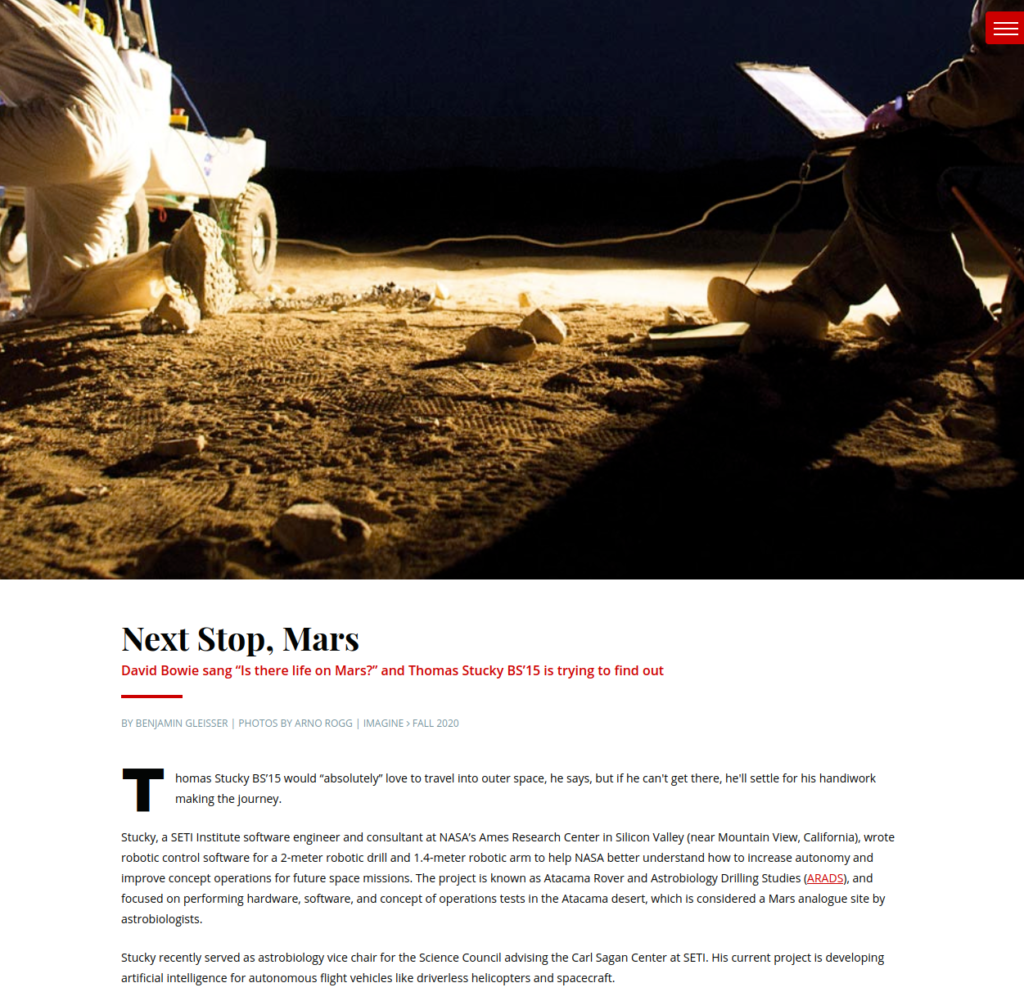 Next Stop, Mars
David Bowie sang “Is there life on Mars?” and Thomas Stucky BS’15 is trying to find out
BY BENJAMIN GLEISSER | PHOTOS BY ARNO ROGG | IMAGINE › FALL 2020
Thomas Stucky BS’15 would “absolutely” love to travel into outer space, he says, but if he can't get there, he'll settle for his handiwork
making the journey.
Stucky, a SETI Institute software engineer and consultant at NASA’s Ames Research Center in Silicon Valley (near Mountain View, California), wrote
robotic control software for a 2-meter robotic drill and 1.4-meter robotic arm to help NASA better understand how to increase autonomy and
improve concept operations for future space missions. The project is known as Atacama Rover and Astrobiology Drilling Studies (ARADS), and
focused on performing hardware, software, and concept of operations tests in the Atacama desert, which is considered a Mars analogue site by
astrobiologists.
Stucky recently served as astrobiology vice chair for the Science Council advising the Carl Sagan Center at SETI. His current project is developing
artificial intelligence for autonomous flight vehicles like driverless helicopters and spacecraft.